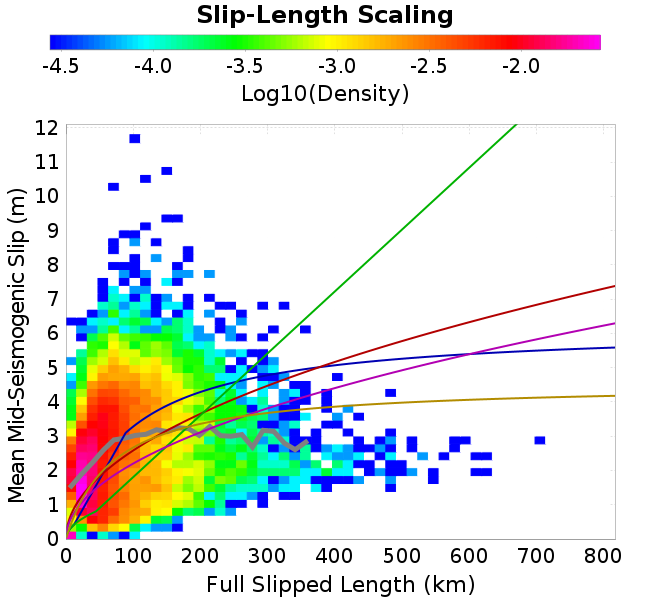 Slip-Length Scaling
-4.5 -4.0 -3.5 -3.0 -2.5 -2.0
Log10(Density)
12
11
10
9
8
7
6
5
4
3
2
1
0
Mean Mid-Seismogenic Slip (m)
0 100 200 300 400 500 600 700 800
Full Slipped Length (km)